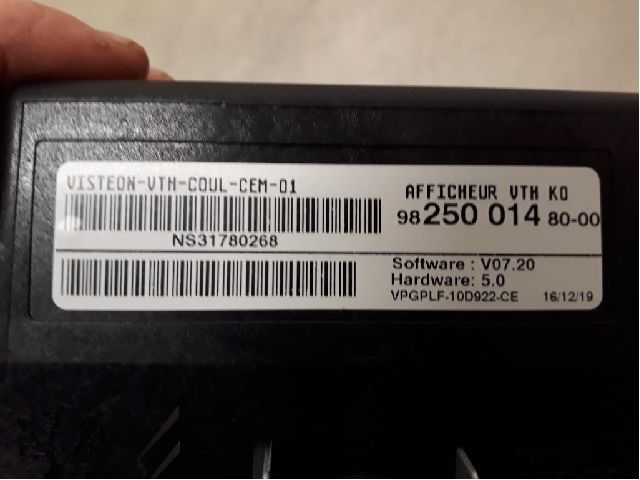 VISTEON-VTH-COUL-CEM-01
NS31780268
AFFICHEUR VTH KO
98 250 014 80-00
Software : V07.20
Hardware: 5.0
VPGPLF-10D922-CE 16/12/19